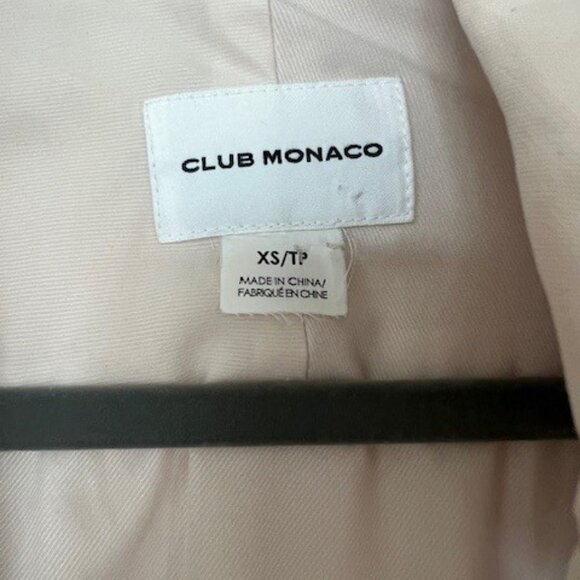 CLUB MONACO
XS/TP
MADE IN CHINA/
FABRIQUÉ EN CHINE